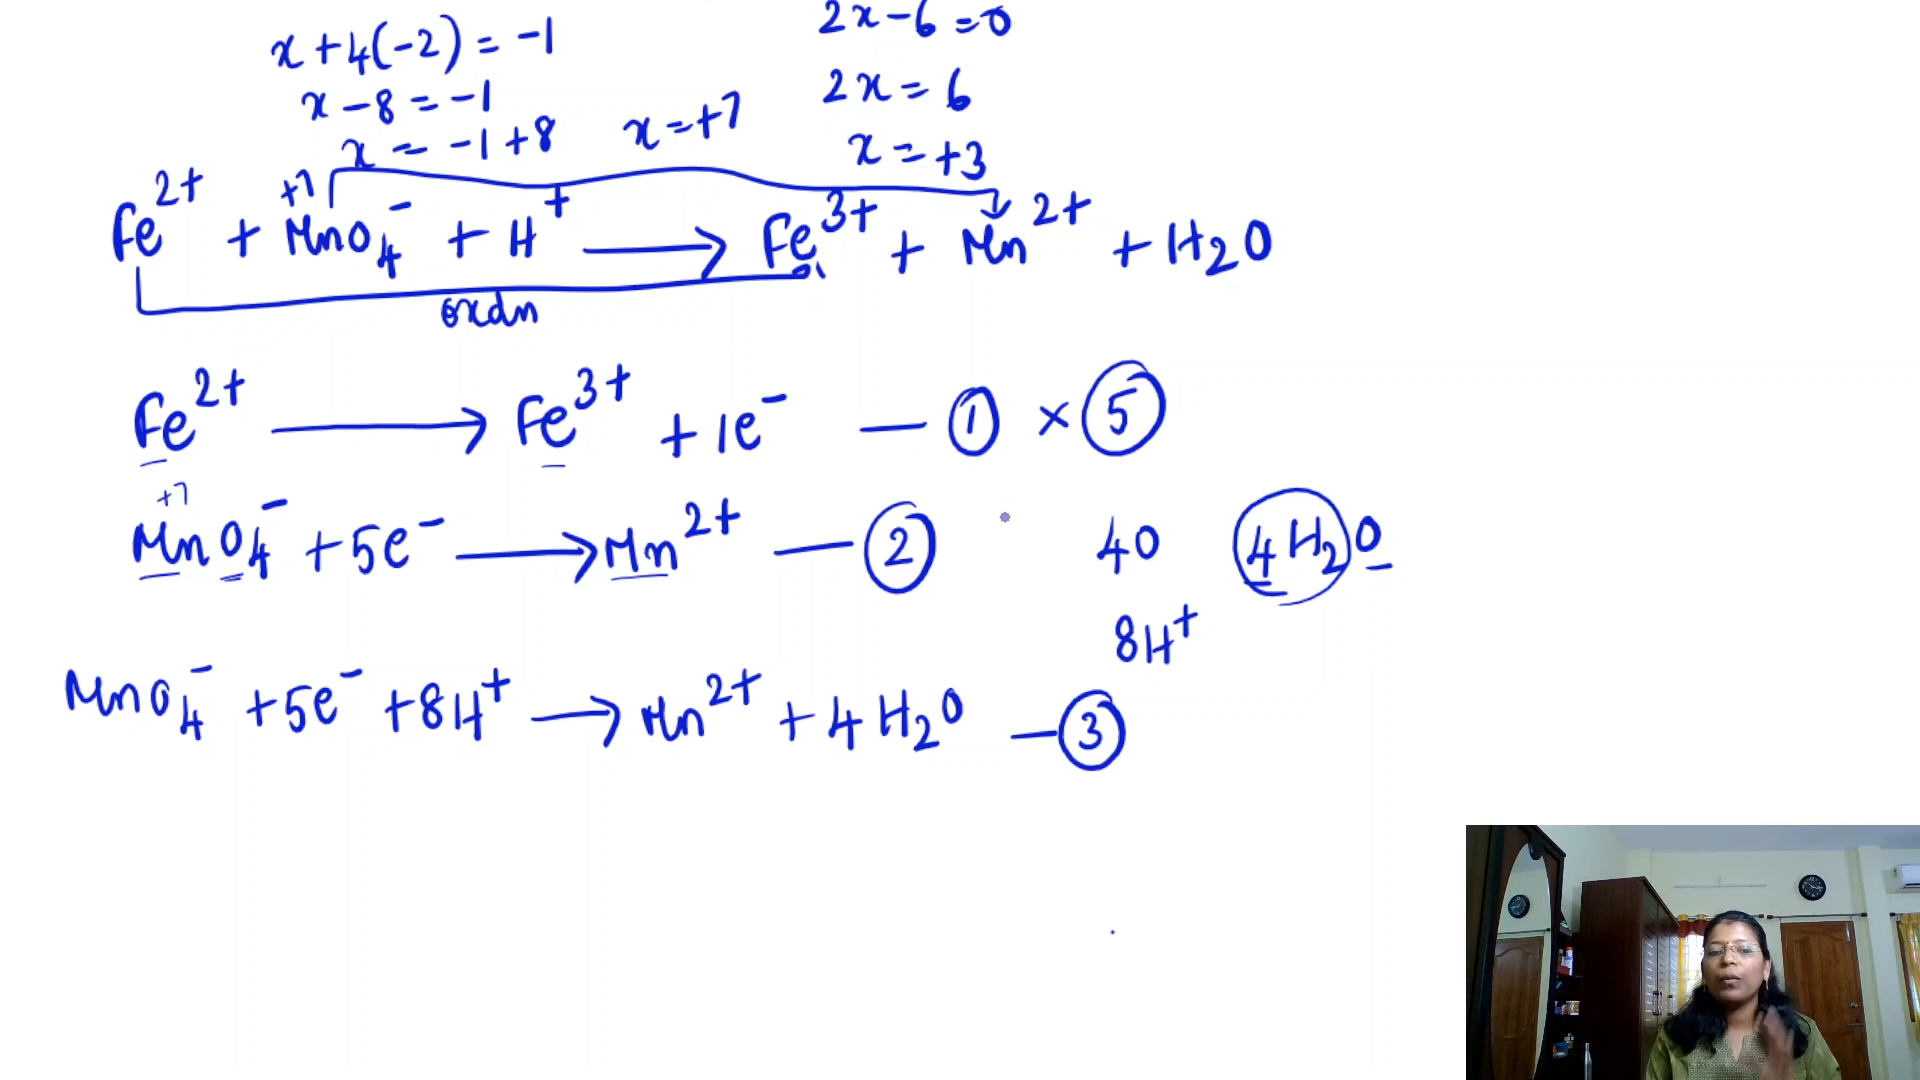 x + 4(-2) = -1
2x - 6 = 0
x - 8 = -1
2x = 6
x = -1 + 8
x = +7
x = +3
+7
Fe²⁺ + MnO₄⁻ + H⁺ → Fe³⁺ + Mn²⁺ + H₂O
oxdn
Fe²⁺ → Fe³⁺ + 1e⁻ — ① × ⑤
+7
MnO₄⁻ + 5e⁻ → Mn²⁺ — ② 4O 4H₂O
8H⁺
MnO₄⁻ + 5e⁻ + 8H⁺ → Mn²⁺ + 4H₂O — ③